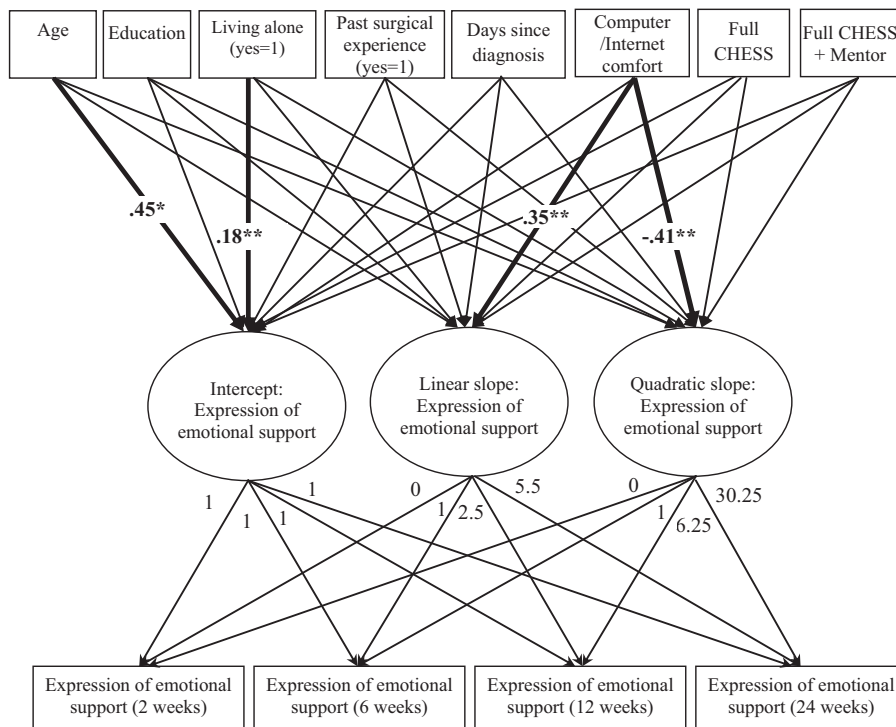 Age
Education
Living alone
(yes=1)
Past surgical
experience
(yes=1)
Days since
diagnosis
Computer
/Internet
comfort
Full
CHESS
Full CHESS
+ Mentor
.45*
.18**
.35**
-.41**
Intercept:
Expression of
emotional support
Linear slope:
Expression of
emotional support
Quadratic slope:
Expression of
emotional support
1
1
1
1
0
1
2.5
5.5
0
1
6.25
30.25
Expression of emotional
support (2 weeks)
Expression of emotional
support (6 weeks)
Expression of emotional
support (12 weeks)
Expression of emotional
support (24 weeks)